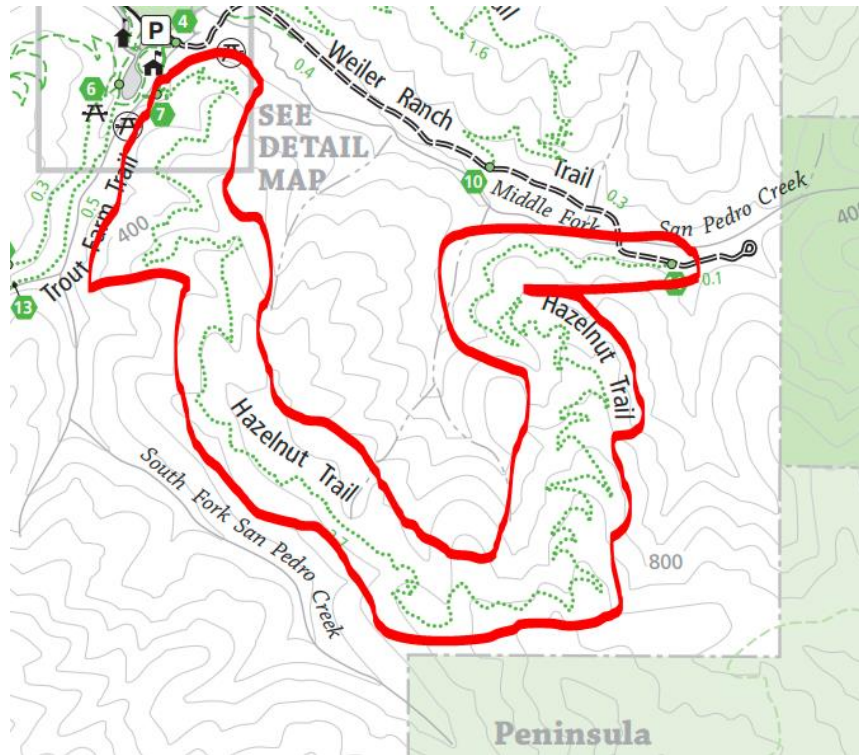 P
4
ail
1.6
0.4
Weiler Ranch
Trail
6
7
SEE
DETAIL
MAP
10
0.3
Middle Fork
San Pedro Creek
0.3
0.5
400
Trout Farm Trail
13
0.1
Hazelnut Trail
Hazelnut Trail
South Fork San Pedro Creek
800
Peninsula